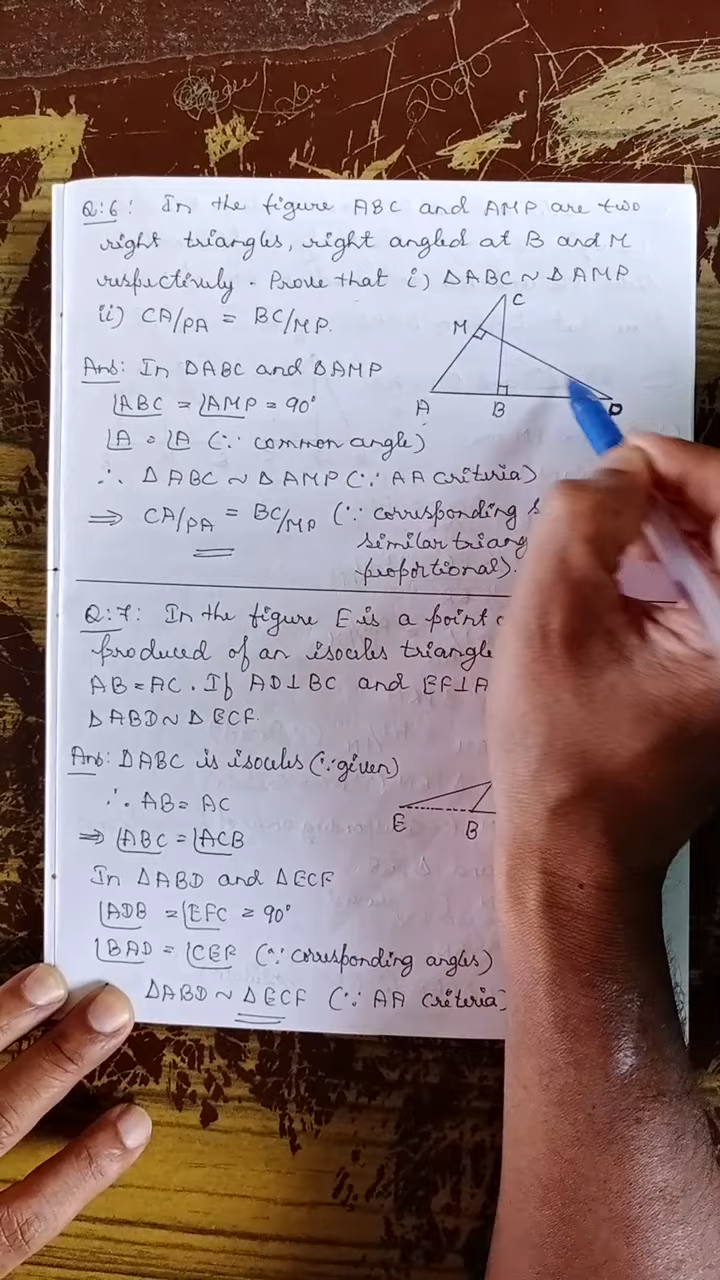 2020
Q:6: In the figure ABC and AMP are two
right triangles, right angled at B and M
respectively. Prove that i) ΔABC ~ ΔAMP
ii) CA/PA = BC/MP.
C
M
A
B
P
Ans: In ΔABC and ΔAMP
∠ABC = ∠AMP = 90°
∠A = ∠A (∵ common angle)
∴ ΔABC ~ ΔAMP (∵ AA criteria)
⇒ CA/PA = BC/MP (∵ corresponding
similar
proportional).
Q:7: In the figure E is a point
produced of an isoceles triangle
AB = AC. If AD⊥BC and EF⊥A
ΔABD ~ ΔECF.
Ans: ΔABC is isoceles (∵ given)
∴ AB = AC
⇒ ∠ABC = ∠ACB
E
B
In ΔABD and ΔECF
∠ADB = ∠EFC = 90°
∠BAD = ∠CEF (∵ corresponding angles)
ΔABD ~ ΔECF (∵ AA criteria)